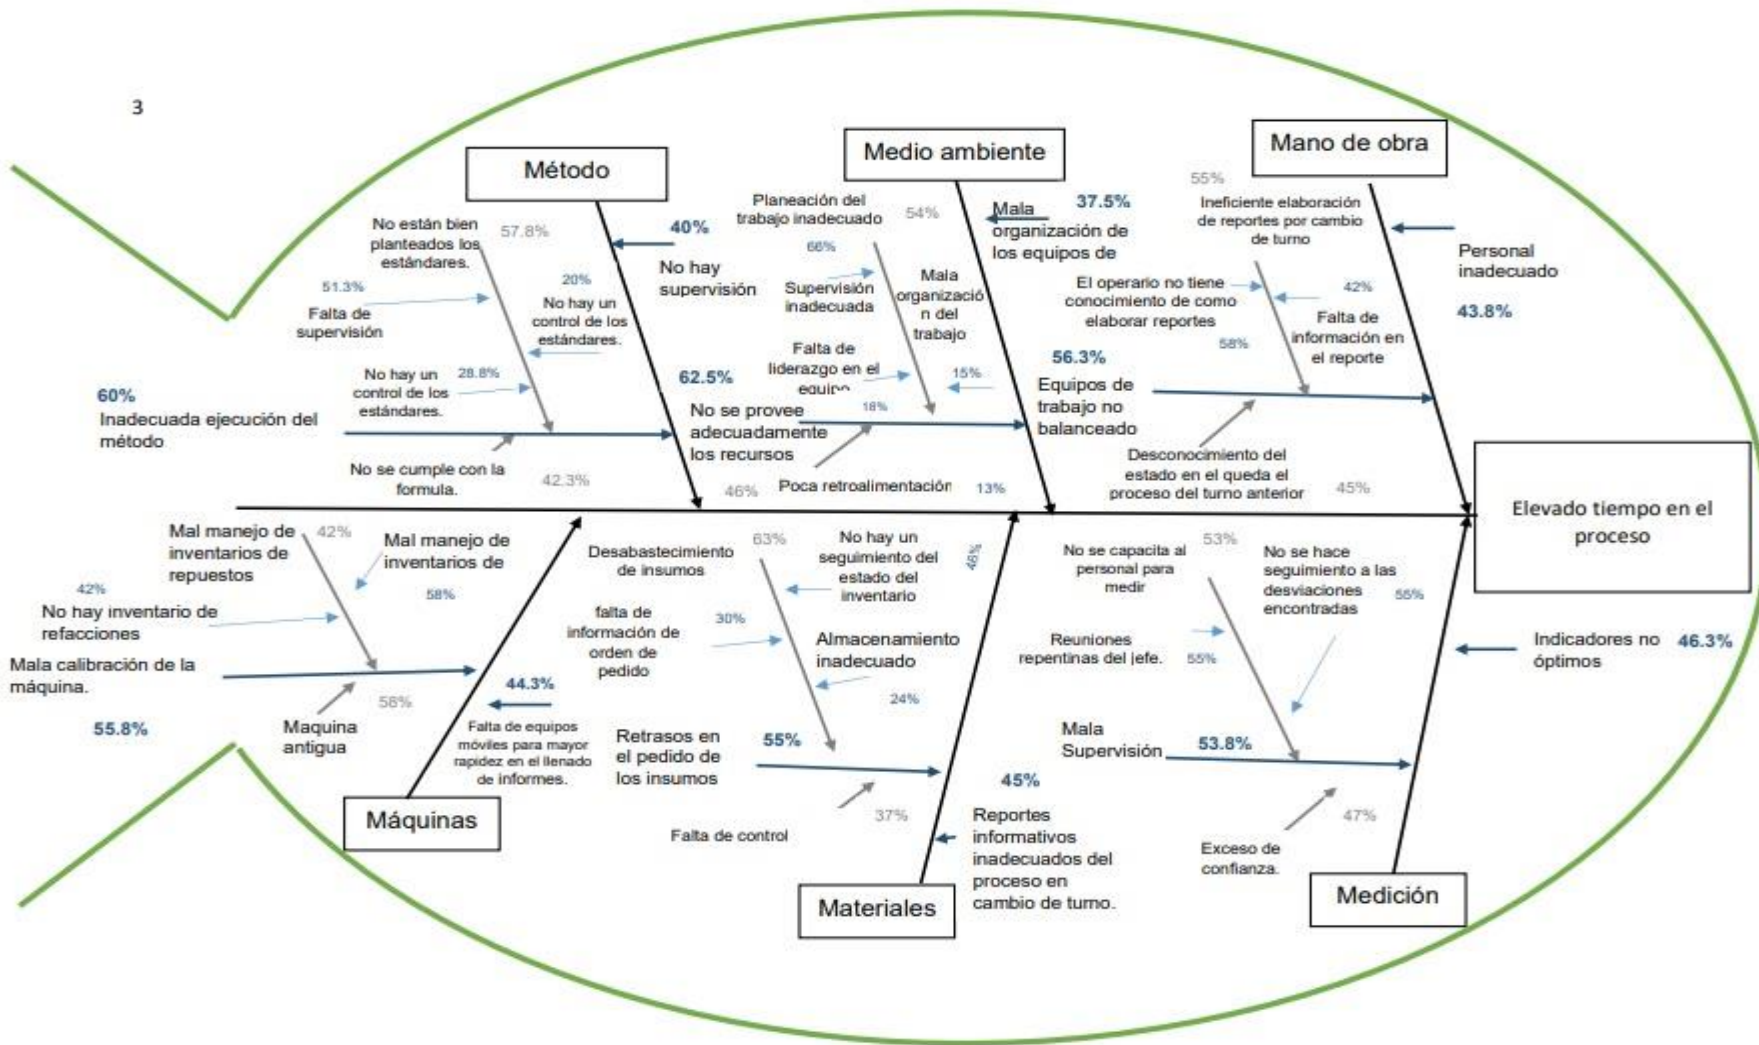 3
Método
Medio ambiente
Mano de obra
No están bien
planteados los
estándares.
57.8%
51.3%
Falta de
supervisión
20%
No hay un
control de los
estándares.
No hay un
control de los
estándares.
28.8%
40%
No hay
supervisión
60%
Inadecuada ejecución del
método
No se cumple con la
formula.
42.3%
Planeación del
trabajo inadecuado
54%
66%
Supervisión
inadecuada
Mala
organizació
n del
trabajo
Falta de
liderazgo en el
equipo
15%
18%
37.5%
Mala
organización de
los equipos de
62.5%
No se provee
adecuadamente
los recursos
46%
Poca retroalimentación
13%
55%
Ineficiente elaboración
de reportes por cambio
de turno
El operario no tiene
conocimiento de como
elaborar reportes
58%
42%
Falta de
información en
el reporte
Personal
inadecuado
43.8%
56.3%
Equipos de
trabajo no
balanceado
Desconocimiento del
estado en el queda el
proceso del turno anterior
45%
Elevado tiempo en el
proceso
Mal manejo de
inventarios de
repuestos
42%
Mal manejo de
inventarios de
58%
42%
No hay inventario de
refacciones
Mala calibración de la
máquina.
55.8%
58%
Maquina
antigua
44.3%
Falta de equipos
móviles para mayor
rapidez en el llenado
de informes.
Máquinas
Desabastecimiento
de insumos
63%
No hay un
seguimiento del
estado del
inventario
46%
falta de
información de
orden de
pedido
30%
Almacenamiento
inadecuado
24%
Retrasos en
el pedido de
los insumos
55%
37%
Falta de control
45%
Reportes
informativos
inadecuados del
proceso en
cambio de turno.
Materiales
No se capacita al
personal para
medir
53%
No se hace
seguimiento a las
desviaciones
encontradas
55%
Reuniones
repentinas del jefe.
55%
Indicadores no
óptimos
46.3%
Mala
Supervisión
53.8%
47%
Exceso de
confianza.
Medición